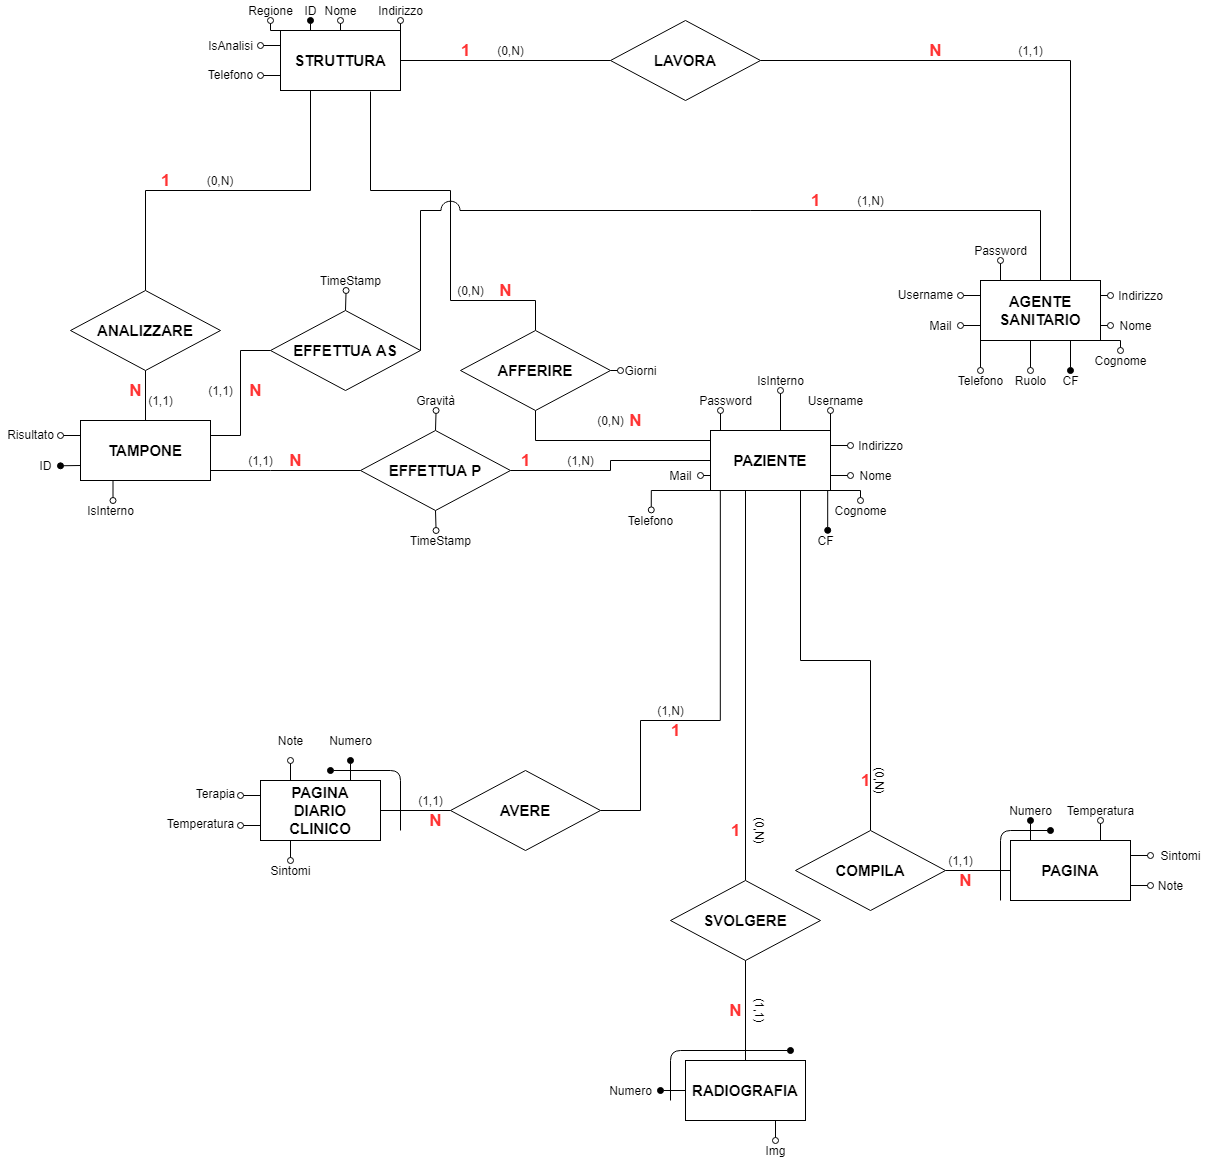 Regione
ID
Nome
Indirizzo
IsAnalisi
Telefono
STRUTTURA
1
(0,N)
LAVORA
N
(1,1)
1
(0,N)
1
(1,N)
Password
Username
Mail
AGENTE
SANITARIO
Indirizzo
Nome
Cognome
Telefono
Ruolo
CF
TimeStamp
(0,N)
N
ANALIZZARE
EFFETTUA AS
AFFERIRE
Giorni
N
(1,1)
(1,1)
N
Gravità
(0,N)
N
IsInterno
Password
Username
Risultato
ID
TAMPONE
IsInterno
(1,1)
N
EFFETTUA P
1
(1,N)
TimeStamp
PAZIENTE
Indirizzo
Mail
Nome
Telefono
Cognome
CF
(1,N)
1
Note
Numero
Terapia
Temperatura
PAGINA
DIARIO
CLINICO
Sintomi
(1,1)
N
AVERE
1
(0,N)
1
(0,N)
COMPILA
(1,1)
N
Numero
Temperatura
PAGINA
Sintomi
Note
SVOLGERE
N
(1,1)
Numero
RADIOGRAFIA
Img